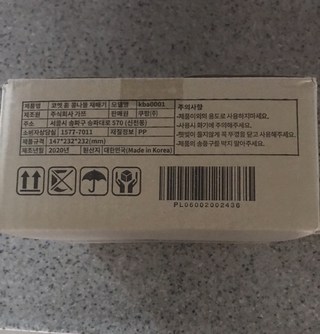 제품명 코멧 홈 콩나물 재배기 모델명 kba0001
제조원 주식회사 가쯔 판매원 쿠팡(주)
주소 서울시 송파구 송파대로 570 (신천동)
소비자상담실 1577-7011 재질정보 PP
제품규격 147*232*232(mm)
제조년월 2020년 원산지 대한민국(Made in Korea)
주의사항
-제품이외의 용도로 사용하지마세요.
-사용시 화기에 주의해주세요.
-햇빛이 들지않게 꼭 뚜껑을 닫고 사용해주세요.
-제품의 송풍구를 막지 말아주세요.
PL06002002430